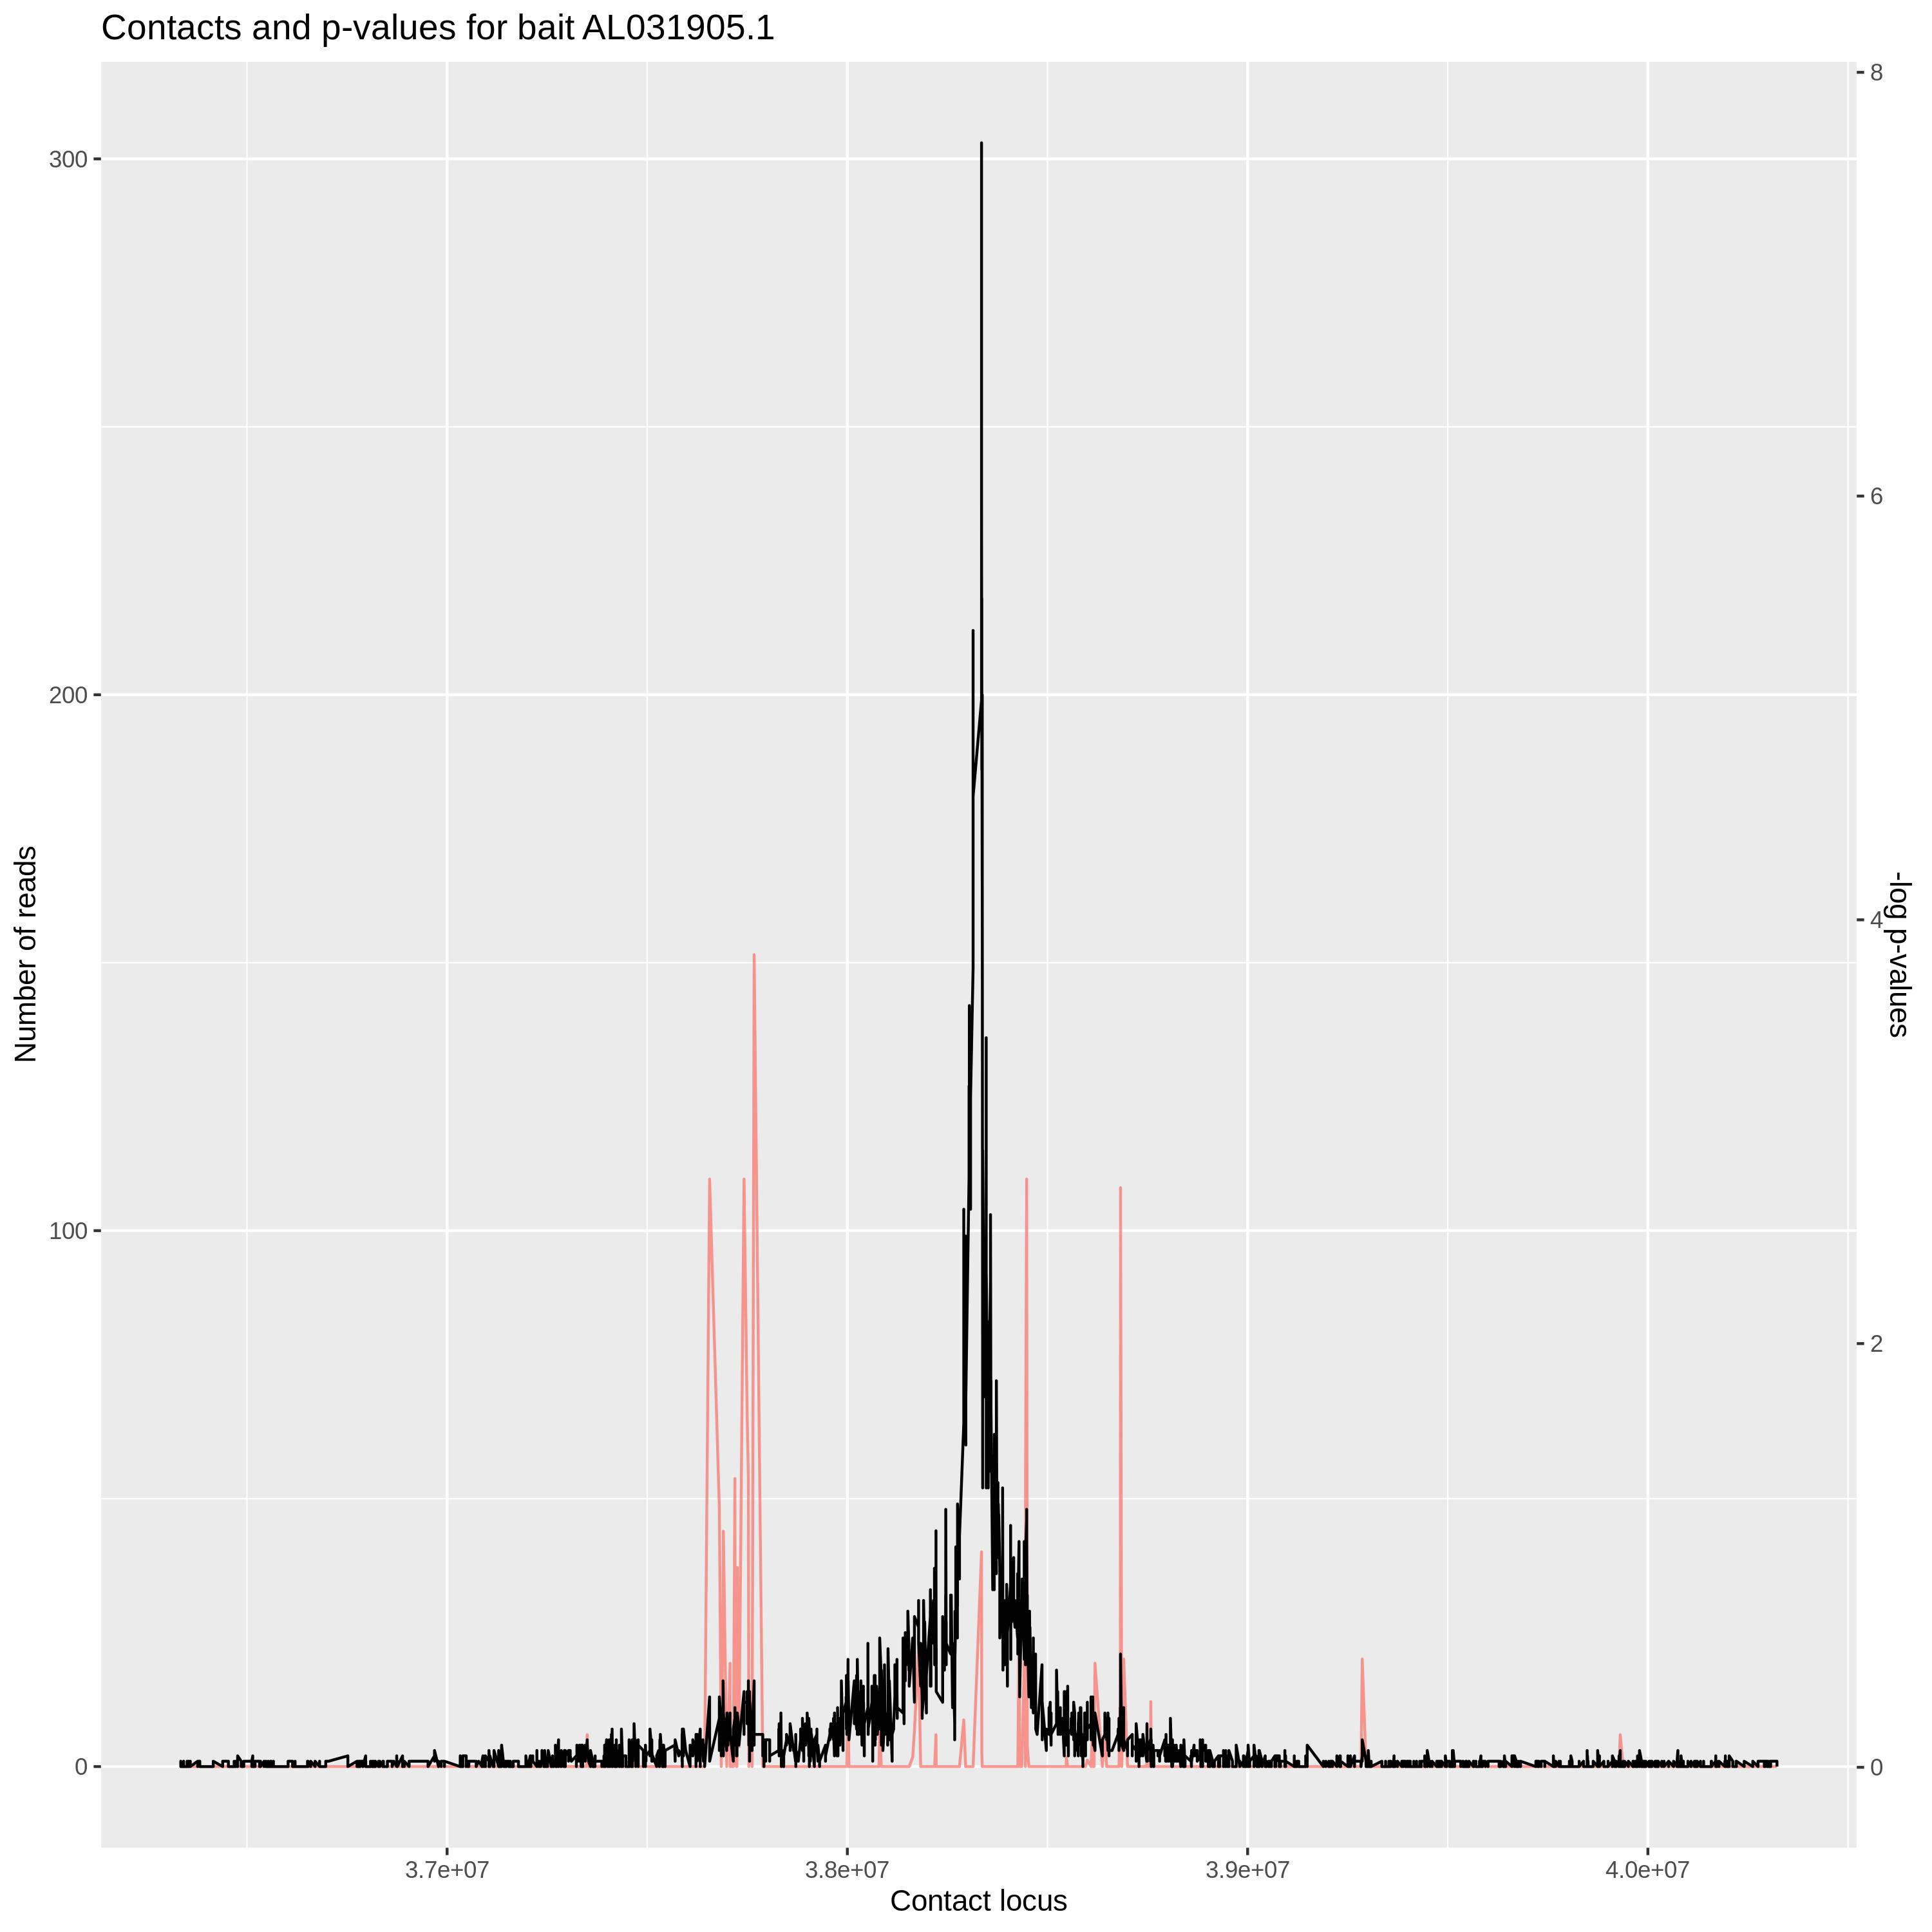 Contacts and p-values for bait AL031905.1
300
200
100
0
Number of reads
8
6
4
2
0
-log p-values
3.7e+07
3.8e+07
3.9e+07
4.0e+07
Contact locus